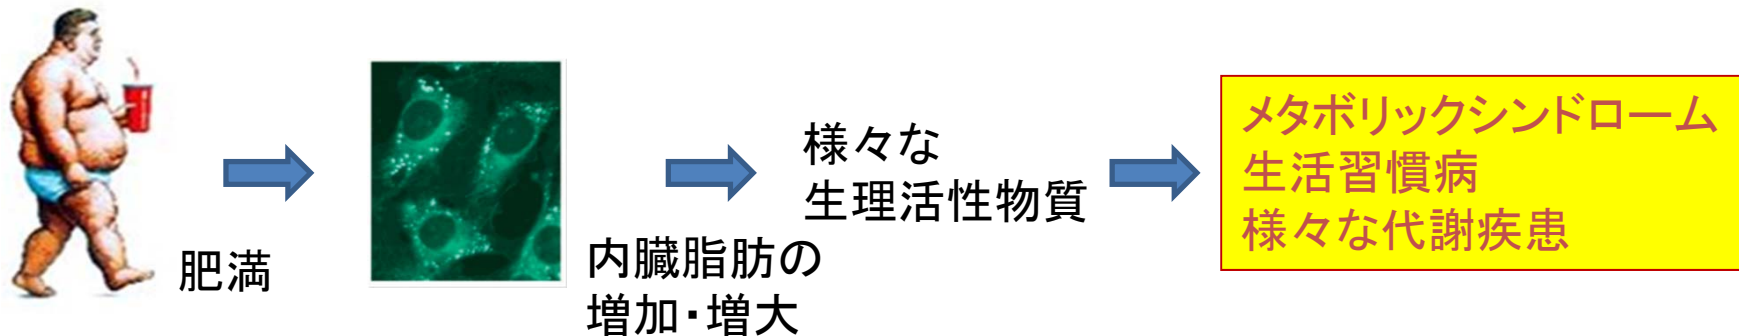 肥満
内臓脂肪の
増加・増大
様々な
生理活性物質
メタボリックシンドローム
生活習慣病
様々な代謝疾患